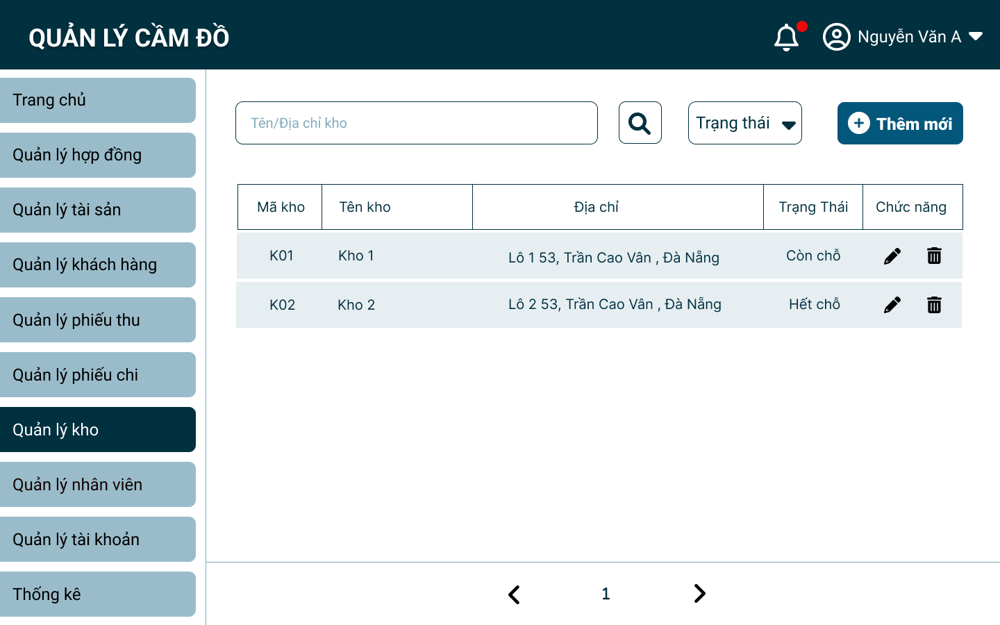 QUẢN LÝ CẦM ĐỒ
Nguyễn Văn A
Trang chủ
Quản lý hợp đồng
Quản lý tài sản
Quản lý khách hàng
Quản lý phiếu thu
Quản lý phiếu chi
Quản lý kho
Quản lý nhân viên
Quản lý tài khoản
Thống kê
Tên/Địa chỉ kho
Trạng thái
Thêm mới
Mã kho Tên kho Địa chỉ Trạng Thái Chức năng
K01 Kho 1 Lô 1 53, Trần Cao Vân , Đà Nẵng Còn chỗ
K02 Kho 2 Lô 2 53, Trần Cao Vân , Đà Nẵng Hết chỗ
1